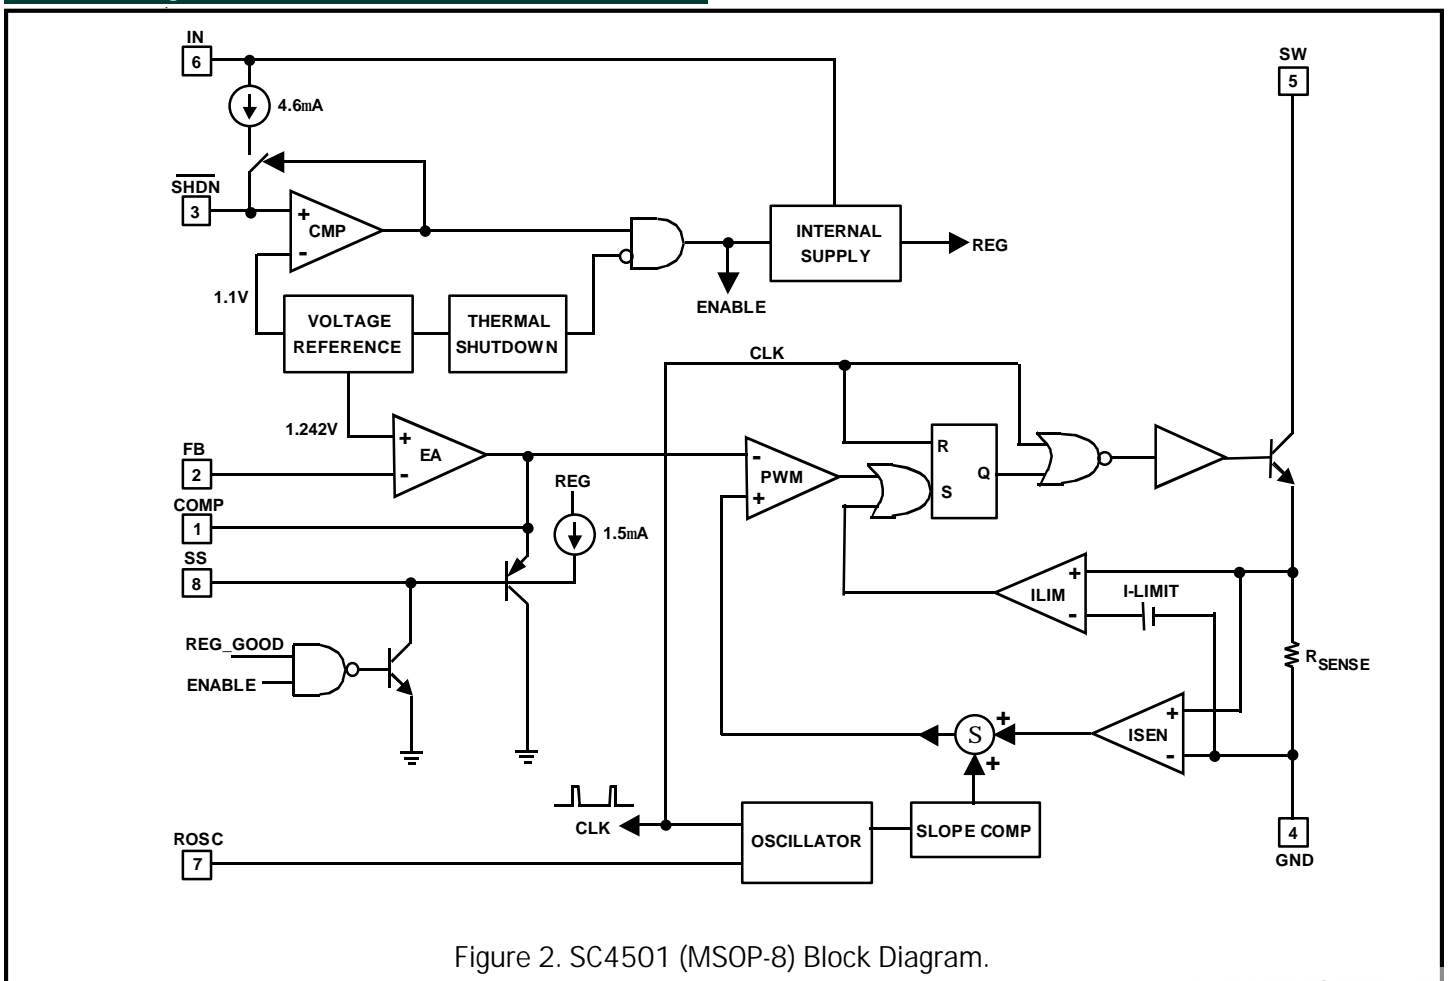 IN
6
4.6mA
SHDN
3
+
CMP
-
1.1V
VOLTAGE
REFERENCE
THERMAL
SHUTDOWN
INTERNAL
SUPPLY
REG
ENABLE
SW
5
CLK
1.242V
+
EA
-
FB
2
COMP
1
SS
8
REG
1.5mA
-
PWM
+
R
Q
S
+
ILIM
-
I-LIMIT
RSENSE
REG_GOOD
ENABLE
+
ISEN
-
S
+
+
CLK
OSCILLATOR
SLOPE COMP
ROSC
7
4
GND
Figure 2. SC4501 (MSOP-8) Block Diagram.